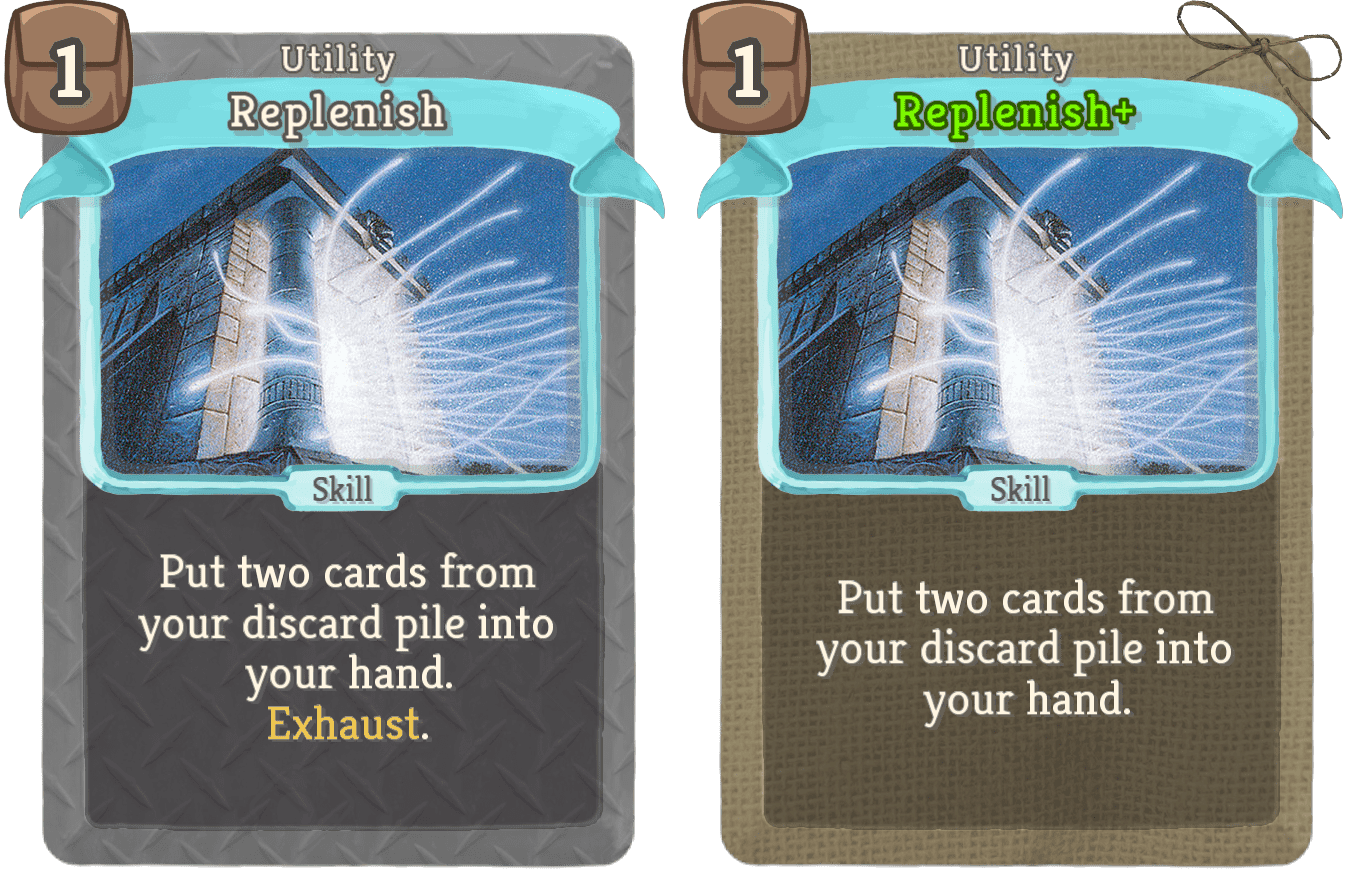 1
Utility
Replenish
Skill
Put two cards from
your discard pile into
your hand.
Exhaust.
1
Utility
Replenish+
Skill
Put two cards from
your discard pile into
your hand.